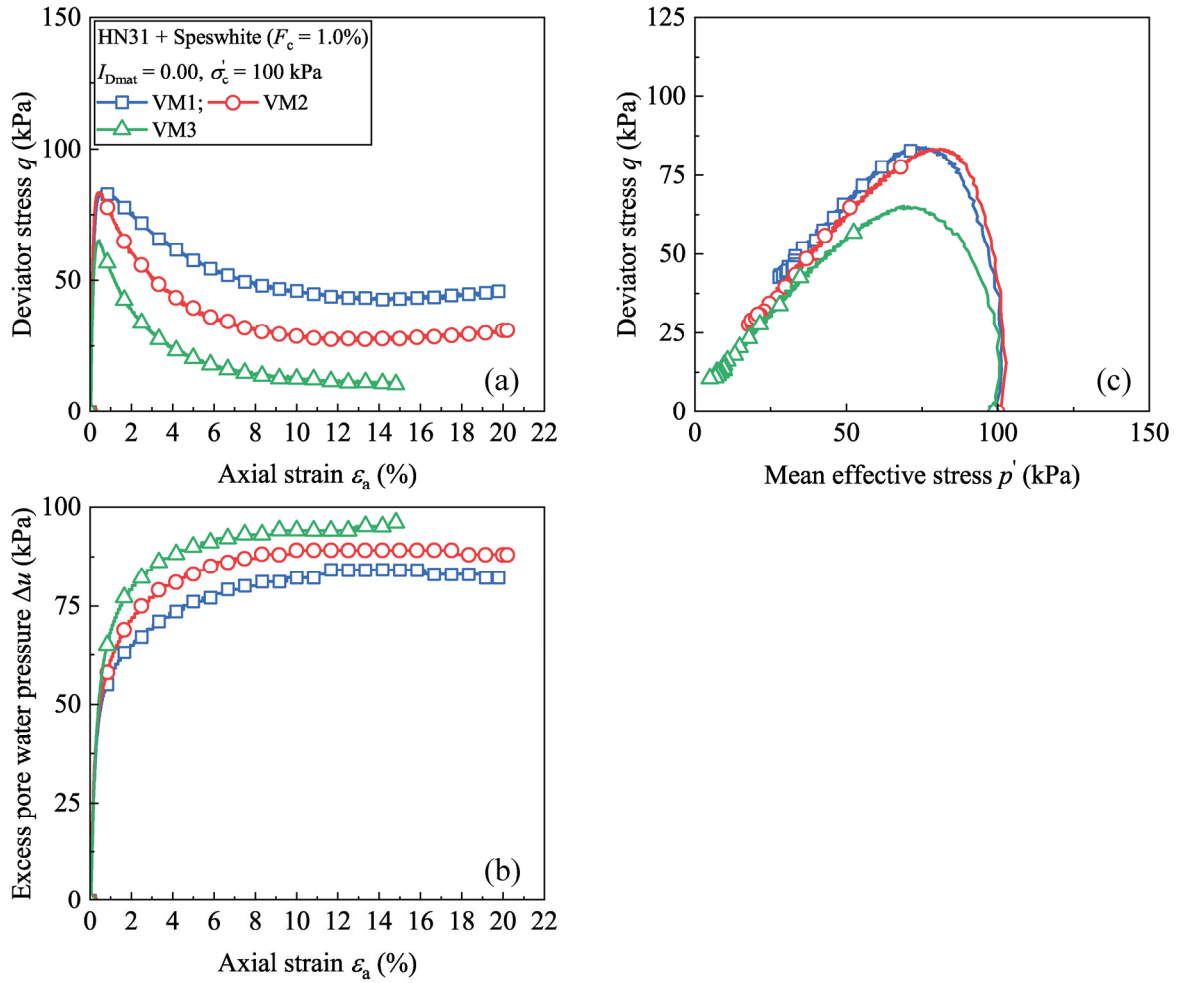 150
100
50
0
Deviator stress q (kPa)
HN31 + Speswhite (Fc = 1.0%)
IDmat = 0.00, σ'c = 100 kPa
VM1; VM2
VM3
(a)
0 2 4 6 8 10 12 14 16 18 20 22
Axial strain εa (%)
125
100
75
50
25
0
Deviator stress q (kPa)
(c)
0 50 100 150
Mean effective stress p' (kPa)
100
75
50
25
0
Excess pore water pressure Δu (kPa)
(b)
0 2 4 6 8 10 12 14 16 18 20 22
Axial strain εa (%)